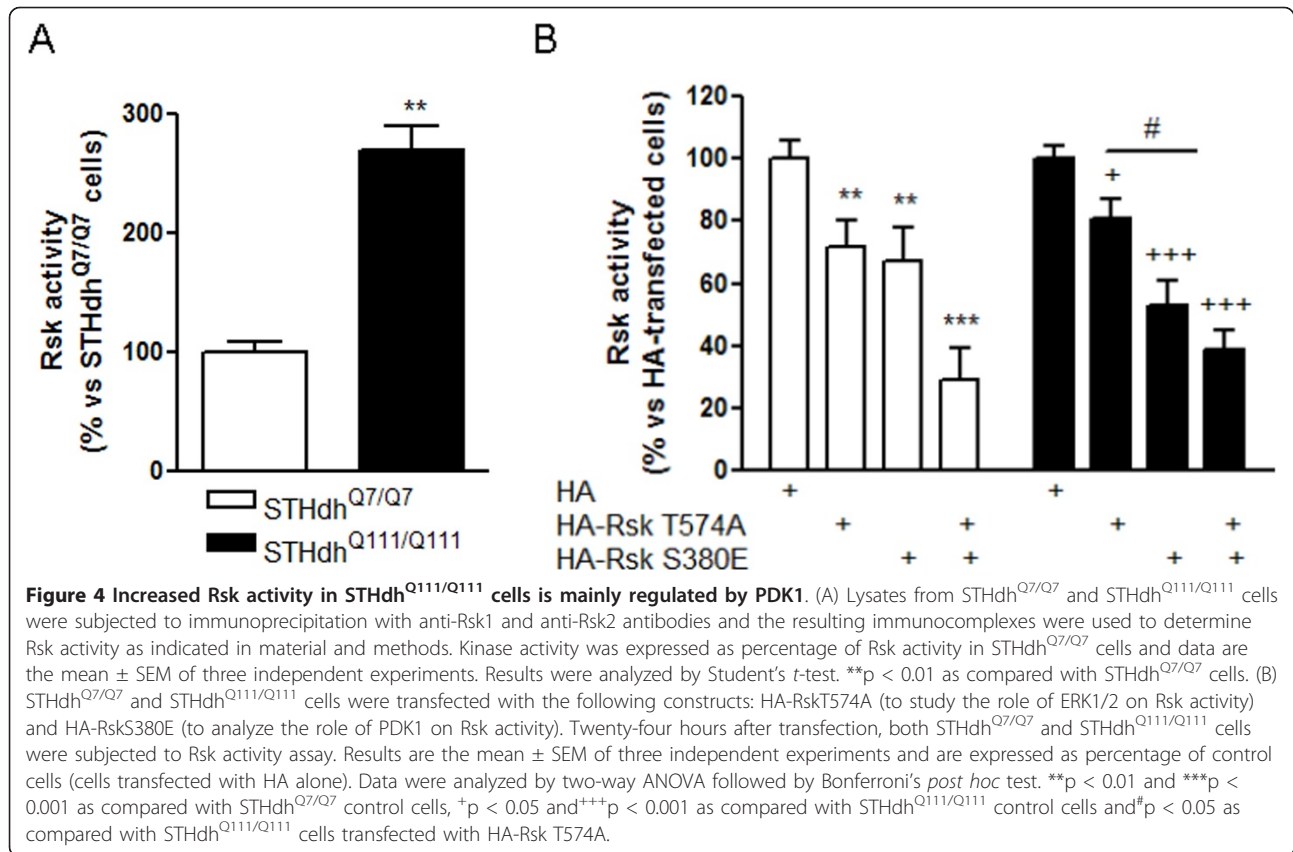 A
B
Rsk activity
(% vs STHdh^Q7/Q7 cells)
300
200
100
0
**
STHdh^Q7/Q7
STHdh^Q111/Q111
Rsk activity
(% vs HA-transfected cells)
120
100
80
60
40
20
0
** ** ***
#
+ +++ +++
HA + +
HA-Rsk T574A + + + +
HA-Rsk S380E + + + +
Figure 4 Increased Rsk activity in STHdh^Q111/Q111 cells is mainly regulated by PDK1. (A) Lysates from STHdh^Q7/Q7 and STHdh^Q111/Q111 cells
were subjected to immunoprecipitation with anti-Rsk1 and anti-Rsk2 antibodies and the resulting immunocomplexes were used to determine
Rsk activity as indicated in material and methods. Kinase activity was expressed as percentage of Rsk activity in STHdh^Q7/Q7 cells and data are
the mean ± SEM of three independent experiments. Results were analyzed by Student's t-test. **p < 0.01 as compared with STHdh^Q7/Q7 cells. (B)
STHdh^Q7/Q7 and STHdh^Q111/Q111 cells were transfected with the following constructs: HA-RskT574A (to study the role of ERK1/2 on Rsk activity)
and HA-RskS380E (to analyze the role of PDK1 on Rsk activity). Twenty-four hours after transfection, both STHdh^Q7/Q7 and STHdh^Q111/Q111 cells
were subjected to Rsk activity assay. Results are the mean ± SEM of three independent experiments and are expressed as percentage of control
cells (cells transfected with HA alone). Data were analyzed by two-way ANOVA followed by Bonferroni's post hoc test. **p < 0.01 and ***p <
0.001 as compared with STHdh^Q7/Q7 control cells, +p < 0.05 and+++p < 0.001 as compared with STHdh^Q111/Q111 control cells and#p < 0.05 as
compared with STHdh^Q111/Q111 cells transfected with HA-Rsk T574A.